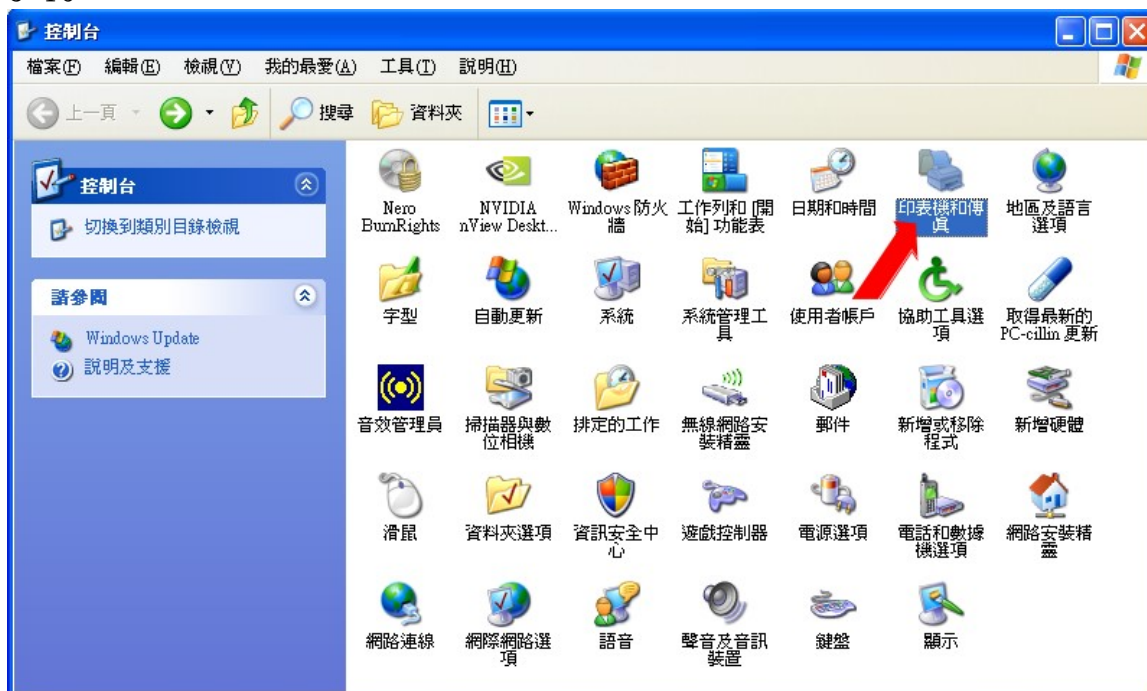 控制台
檔案(F) 編輯(E) 檢視(V) 我的最愛(A) 工具(T) 說明(H)
上一頁 搜尋 資料夾
控制台
切換到類別目錄檢視
請參閱
Windows Update
說明及支援
Nero
BurnRights
NVIDIA
nView Deskt...
Windows 防火
牆
工作列和 [開
始] 功能表
日期和時間
印表機和傳
真
地區及語言
選項
字型
自動更新
系統
系統管理工
具
使用者帳戶
協助工具選
項
取得最新的
PC-cillin 更新
音效管理員
掃描器與數
位相機
排定的工作
無線網路安
裝精靈
郵件
新增或移除
程式
新增硬體
滑鼠
資料夾選項
資訊安全中
心
遊戲控制器
電源選項
電話和數據
機選項
網路安裝精
靈
網路連線
網際網路選
項
語音
聲音及音訊
裝置
鍵盤
顯示